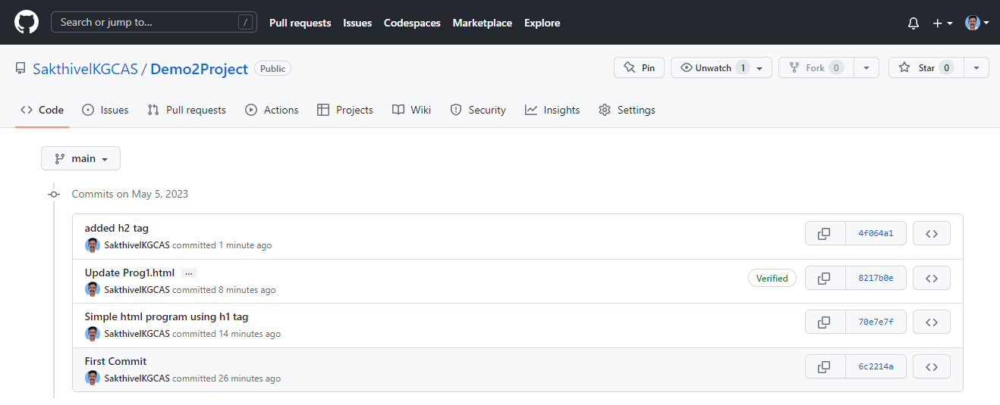 Search or jump to... / Pull requests Issues Codespaces Marketplace Explore
SakthivelKGCAS / Demo2Project Public Pin Unwatch 1 Fork 0 Star 0
Code Issues Pull requests Actions Projects Wiki Security Insights Settings
main
Commits on May 5, 2023
added h2 tag
SakthivelKGCAS committed 1 minute ago 4f064a1
Update Prog1.html ...
SakthivelKGCAS committed 8 minutes ago Verified 8217b0e
Simple html program using h1 tag
SakthivelKGCAS committed 14 minutes ago 70e7e7f
First Commit
SakthivelKGCAS committed 26 minutes ago 6c2214a